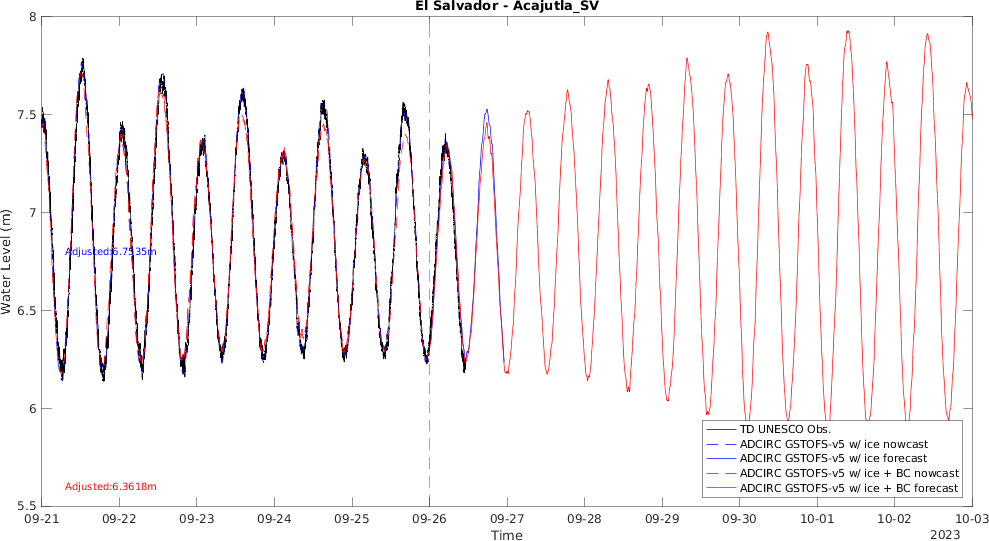 El Salvador - Acajutla_SV
8
7.5
7
6.5
6
5.5
Water Level (m)
Adjusted:6.7535m
Adjusted:6.3618m
TD UNESCO Obs.
ADCIRC GSTOFS-v5 w/ ice nowcast
ADCIRC GSTOFS-v5 w/ ice forecast
ADCIRC GSTOFS-v5 w/ ice + BC nowcast
ADCIRC GSTOFS-v5 w/ ice + BC forecast
09-21 09-22 09-23 09-24 09-25 09-26 09-27 09-28 09-29 09-30 10-01 10-02 10-03
Time
2023